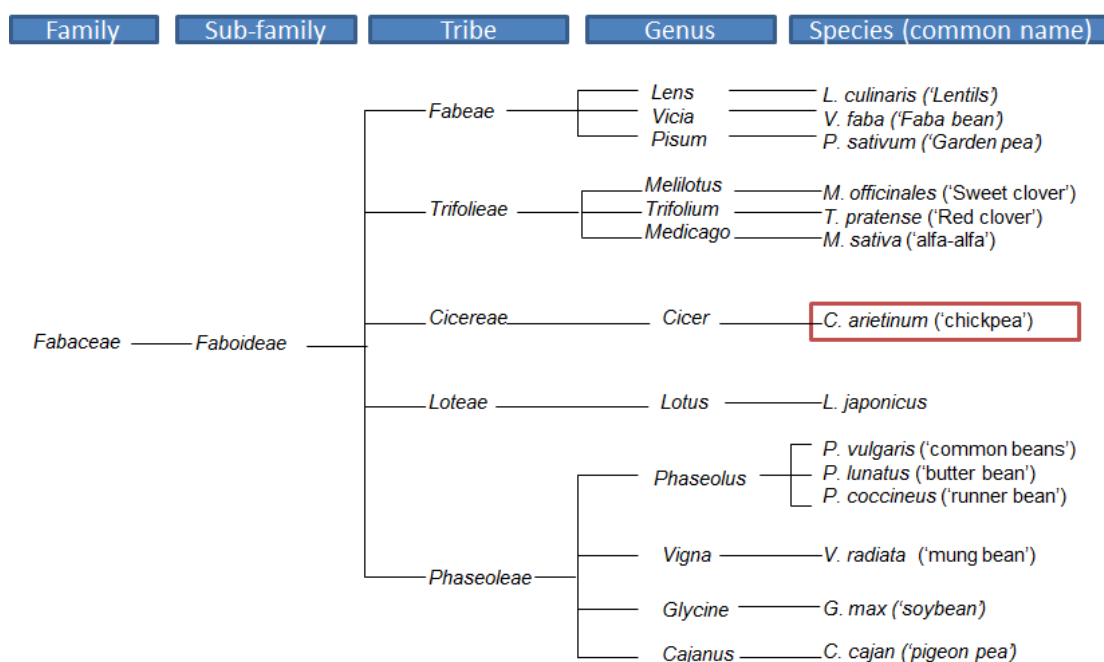 Family Sub-family Tribe Genus Species (common name)
Fabeae
Lens L. culinaris (‘Lentils’)
Vicia V. faba (‘Faba bean’)
Pisum P. sativum (‘Garden pea’)
Trifolieae
Melilotus M. officinales (‘Sweet clover’)
Trifolium T. pratense (‘Red clover’)
Medicago M. sativa (‘alfa-alfa’)
Cicereae Cicer C. arietinum (‘chickpea’)
Fabaceae Faboideae
Loteae Lotus L. japonicus
Phaseolus
P. vulgaris (‘common beans’)
P. lunatus (‘butter bean’)
P. coccineus (‘runner bean’)
Vigna V. radiata (‘mung bean’)
Phaseoleae
Glycine G. max (‘soybean’)
Cajanus C. cajan (‘pigeon pea’)